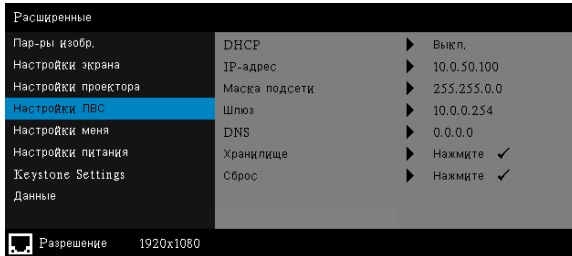 Расширенные
Пар-ры изобр.
Настройки экрана
Настройки проектора
Настройки ЛВС
Настройки меня
Настройки питания
Keystone Settings
Данные
DHCP Выкл.
IP-адрес 10.0.50.100
Маска подсети 255.255.0.0
Шлюз 10.0.0.254
DNS 0.0.0.0
Хранилище Нажмите ✓
Сброс Нажмите ✓
Разрешение 1920x1080